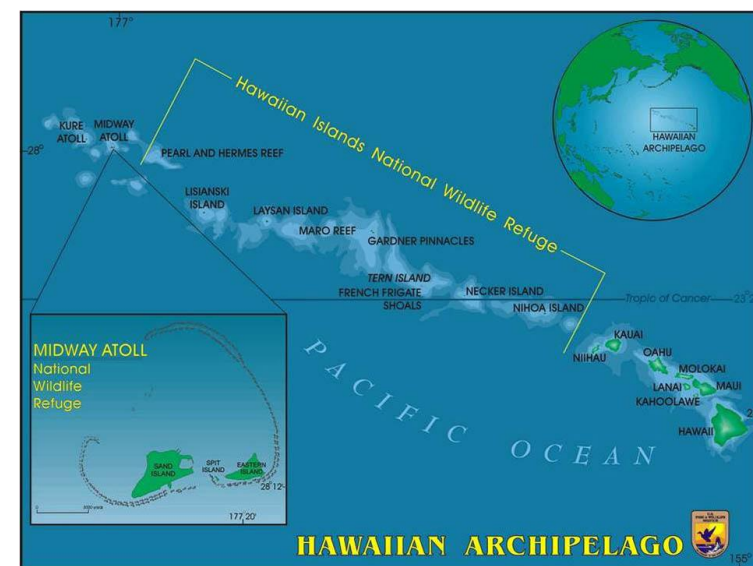 177°
Hawaiian Islands National Wildlife Refuge
HAWAIIAN
ARCHIPELAGO
KURE
ATOLL
MIDWAY
ATOLL
28°
PEARL AND HERMES REEF
LISIANSKI
ISLAND
LAYSAN ISLAND
MARO REEF
GARDNER PINNACLES
TERN ISLAND
FRENCH FRIGATE
SHOALS
NECKER ISLAND
NIHOA ISLAND
Tropic of Cancer
KAUAI
NIIHAU
OAHU
MOLOKAI
LANAI
MAUI
KAHOOLAWE
HAWAII
MIDWAY ATOLL
National
Wildlife
Refuge
SAND
ISLAND
SPIT
ISLAND
EASTERN
ISLAND
28 12'
177 20'
PACIFIC OCEAN
HAWAIIAN ARCHIPELAGO
155°